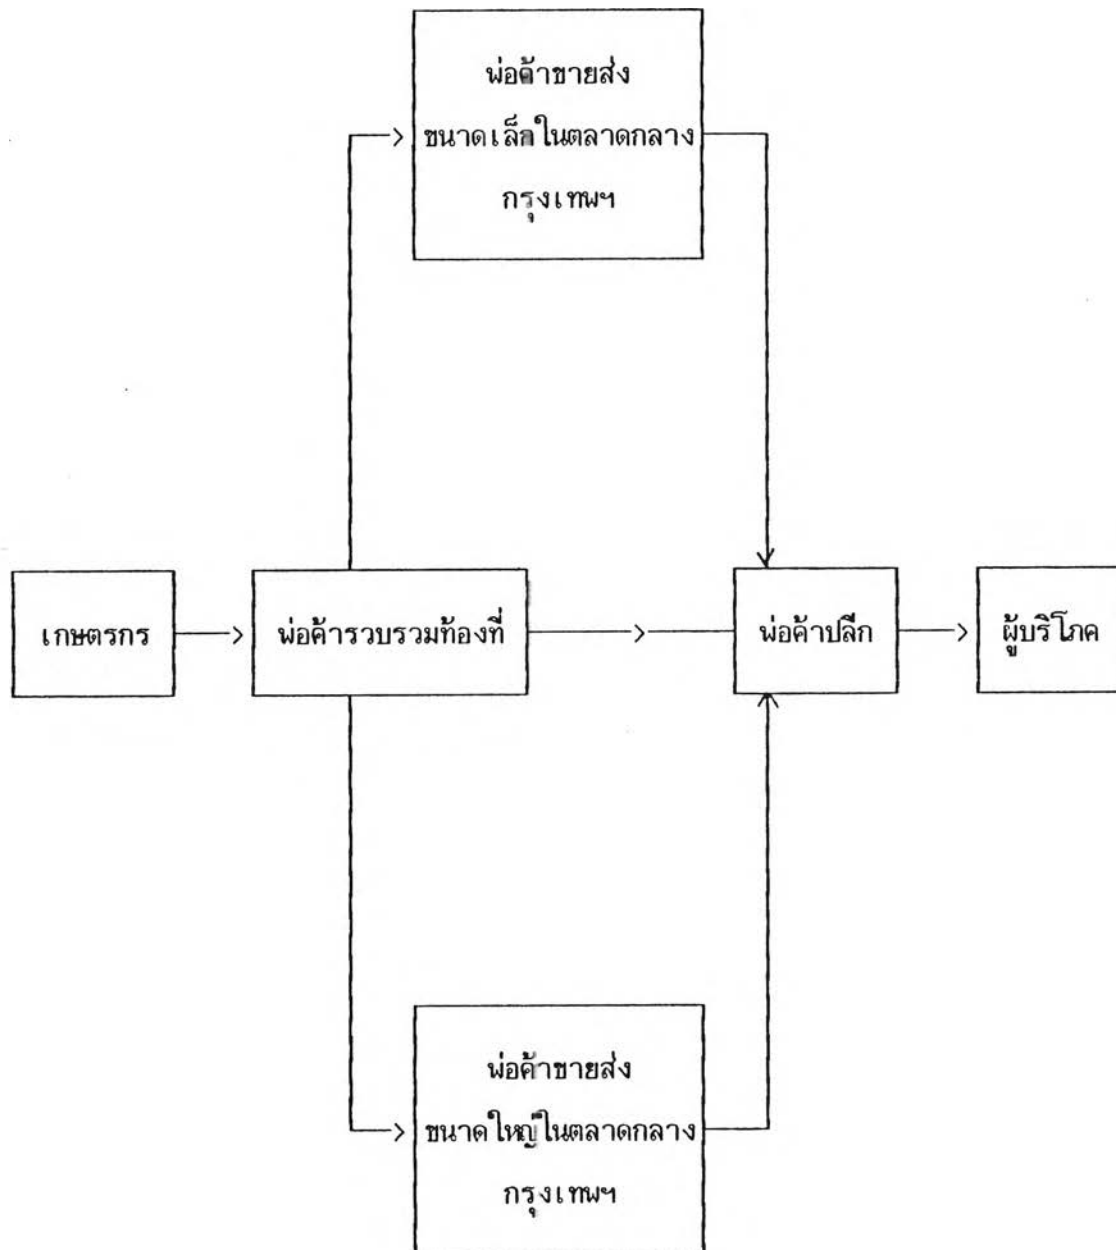 พ่อค้าขายส่ง
ขนาดเล็กในตลาดกลาง
กรุงเทพฯ
เกษตรกร
พ่อค้ารวบรวมท้องที่
พ่อค้าปลีก
ผู้บริโภค
พ่อค้าขายส่ง
ขนาดใหญ่ในตลาดกลาง
กรุงเทพฯ